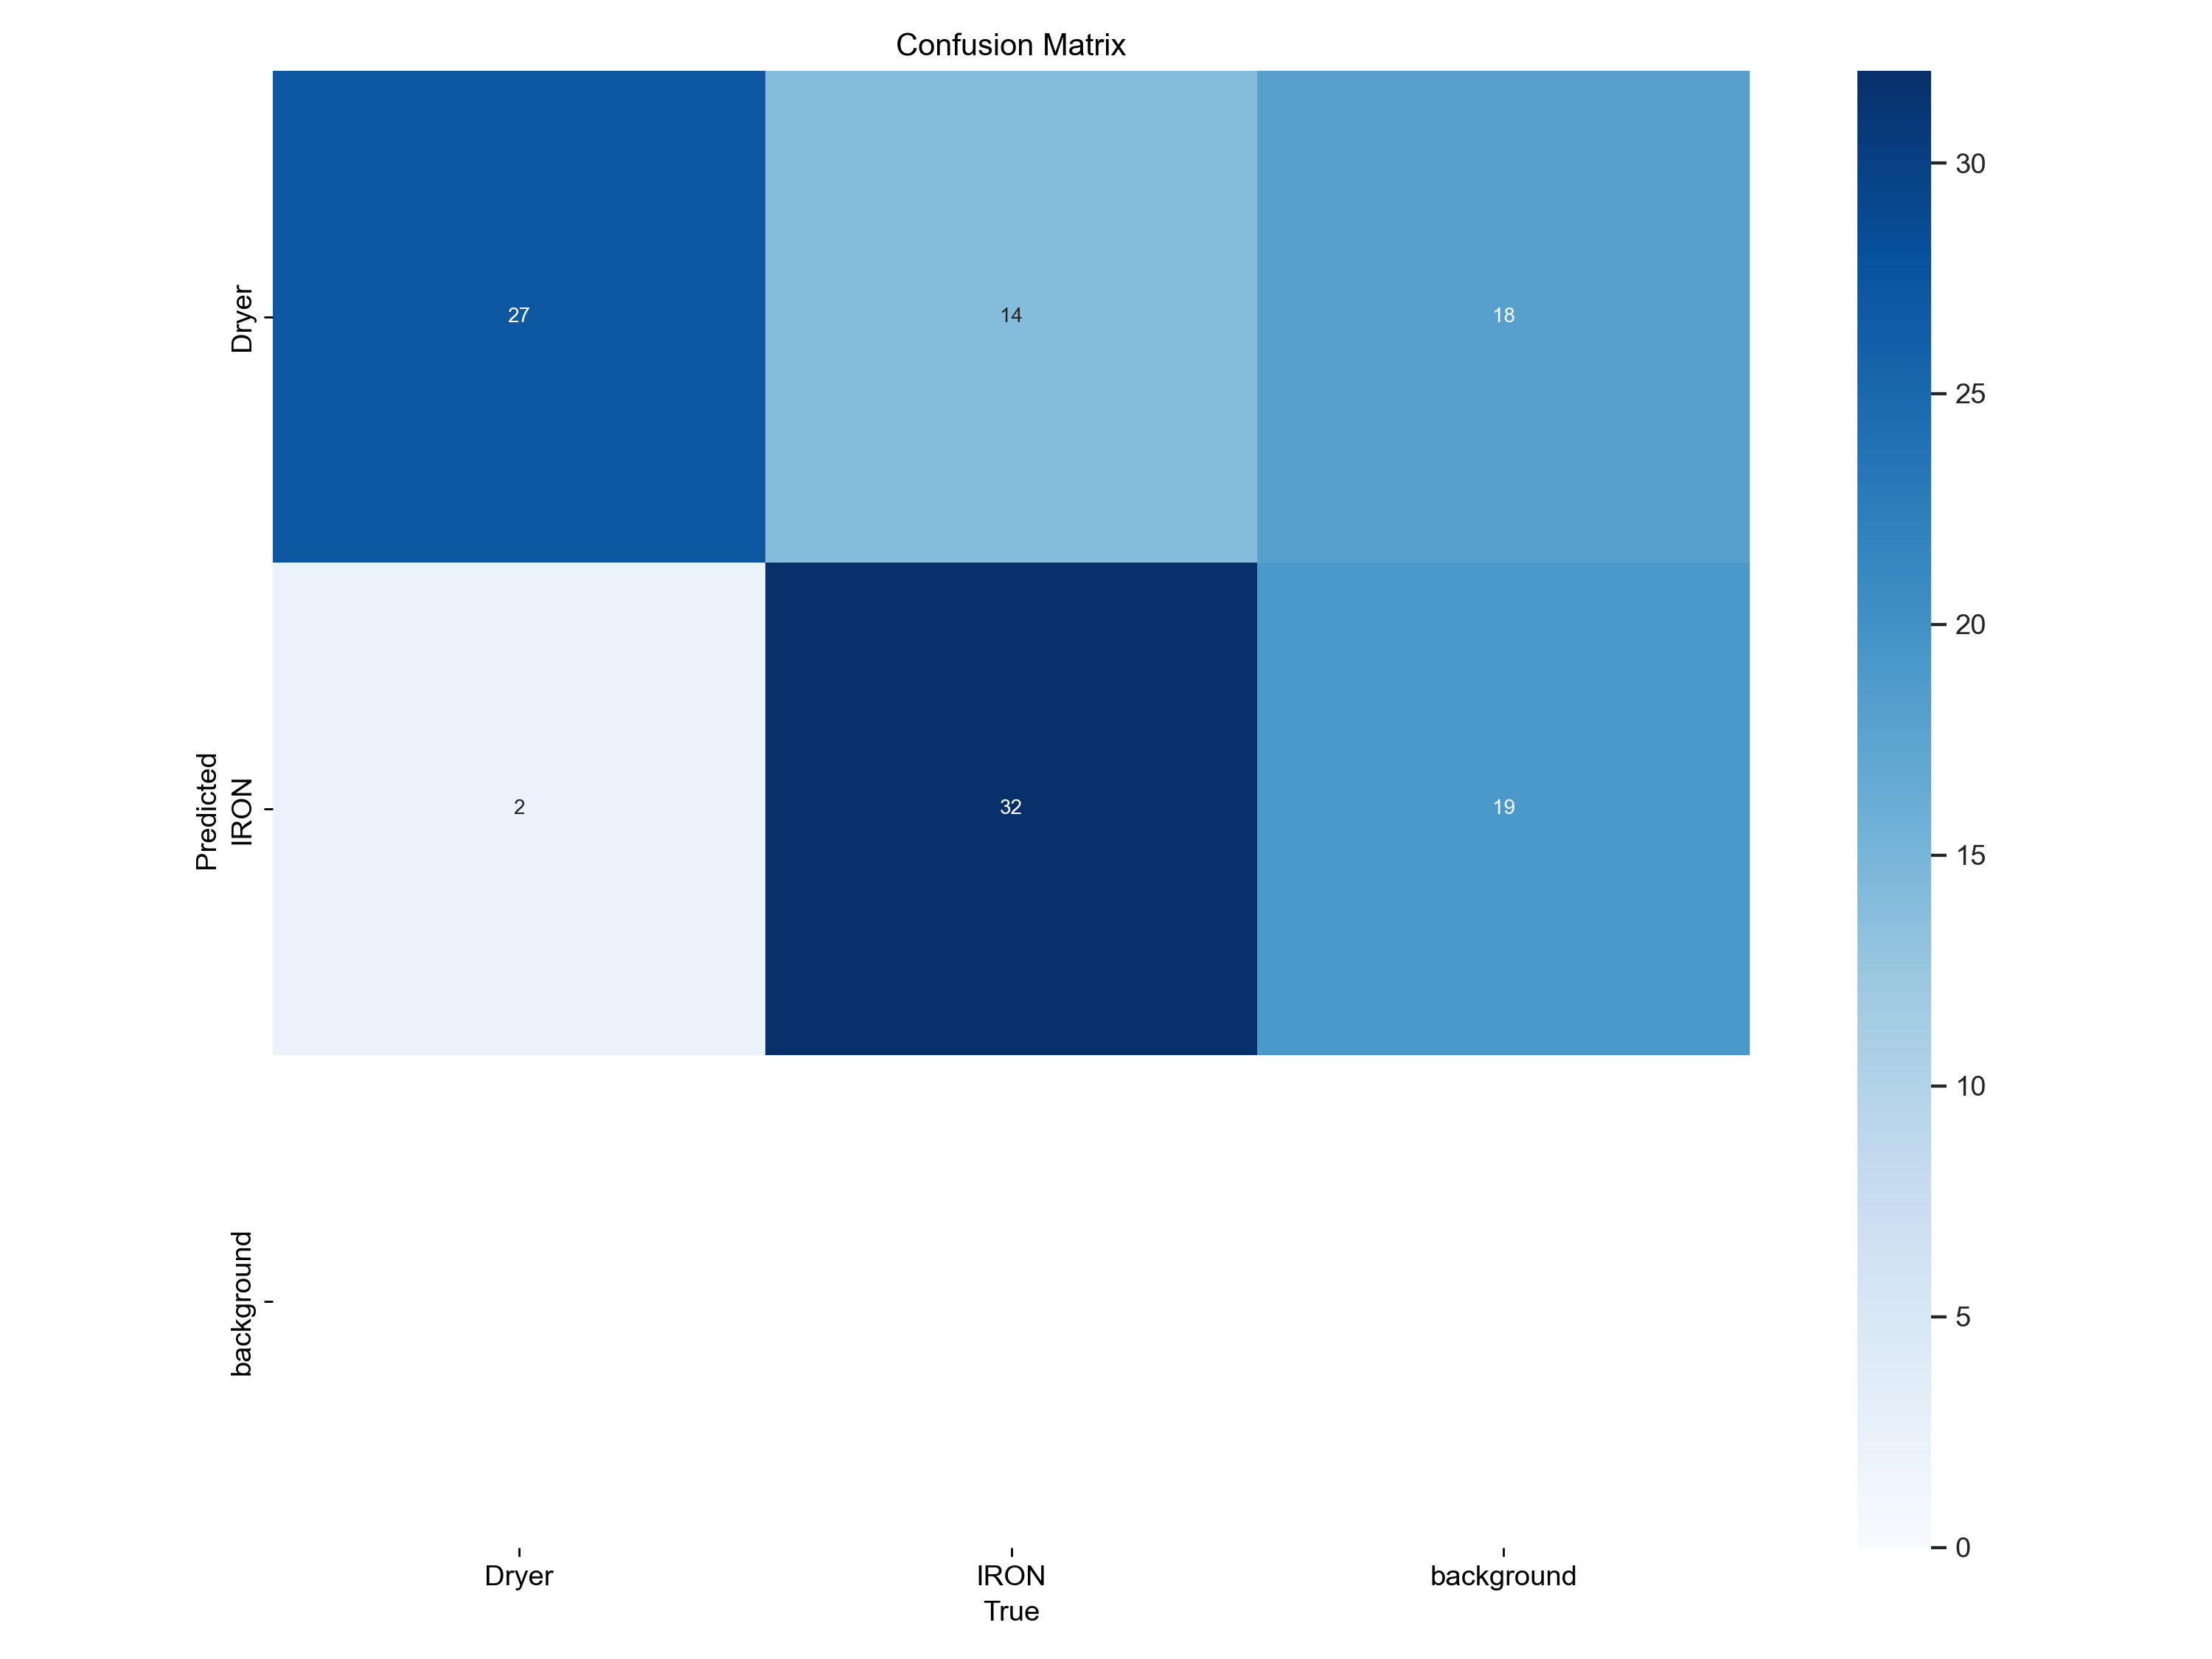 Confusion Matrix
Dryer
27
14
18
30
25
20
15
10
5
0
Predicted
IRON
2
32
19
background
Dryer
IRON
background
True